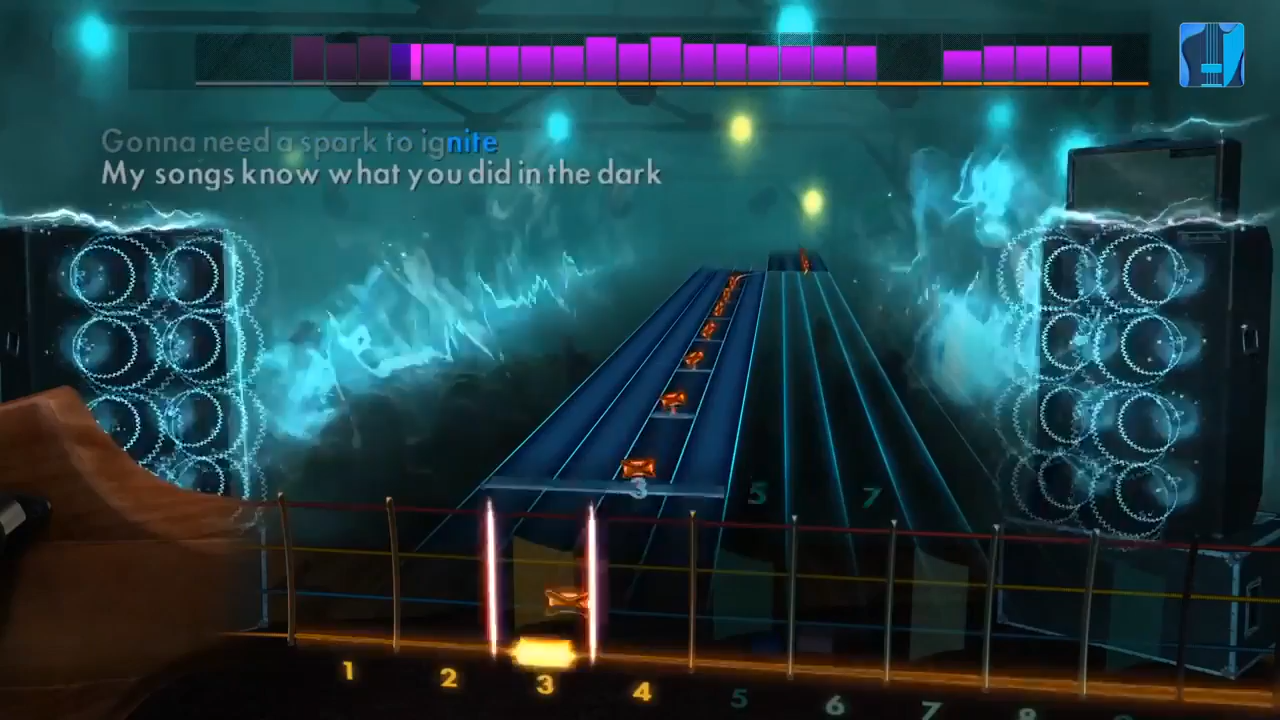 Gonna need a spark to ignite
My songs know what you did in the dark
3 5 7
1 2 3 4 5 6 7 8